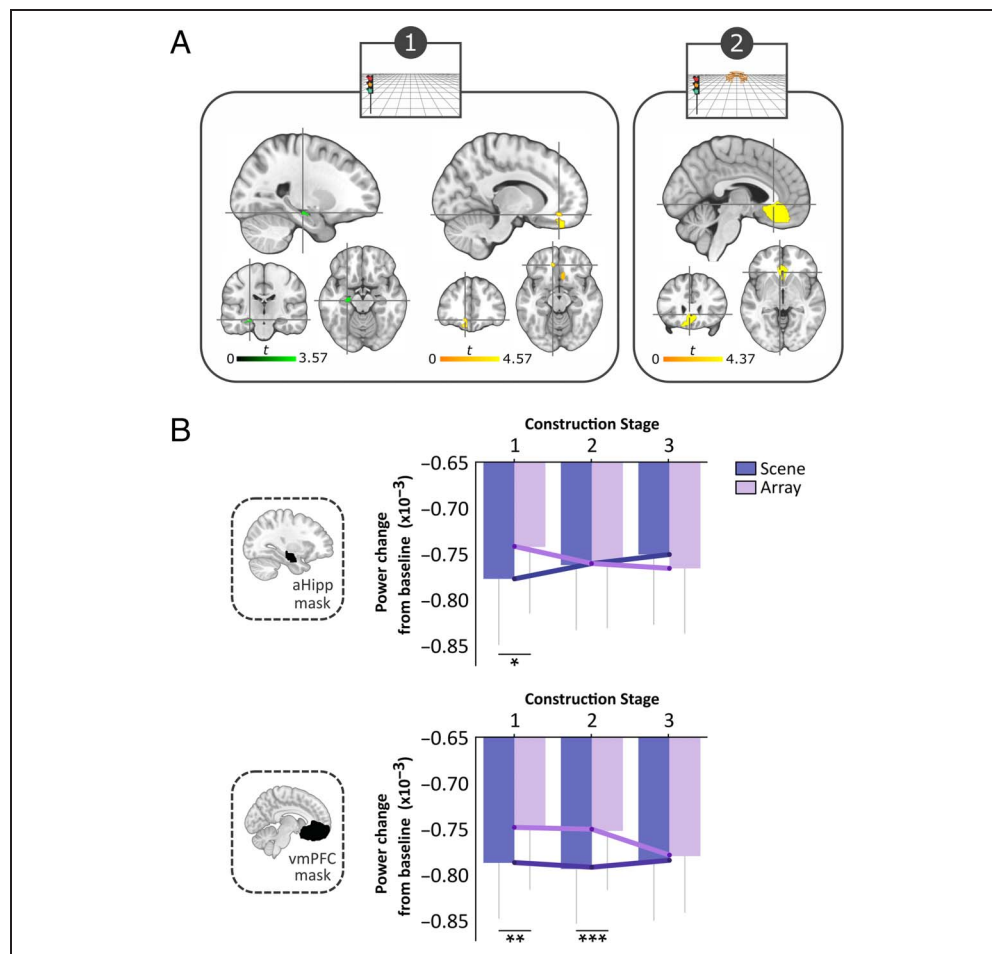 A
1
2
t
0 3.57
t
0 4.57
t
0 4.37
B
Construction Stage
1 2 3
Scene
Array
Power change
from baseline (x10⁻³)
−0.65
−0.70
−0.75
−0.80
−0.85
aHipp
mask
*
Construction Stage
1 2 3
Power change
from baseline (x10⁻³)
−0.65
−0.70
−0.75
−0.80
−0.85
vmPFC
mask
** ***